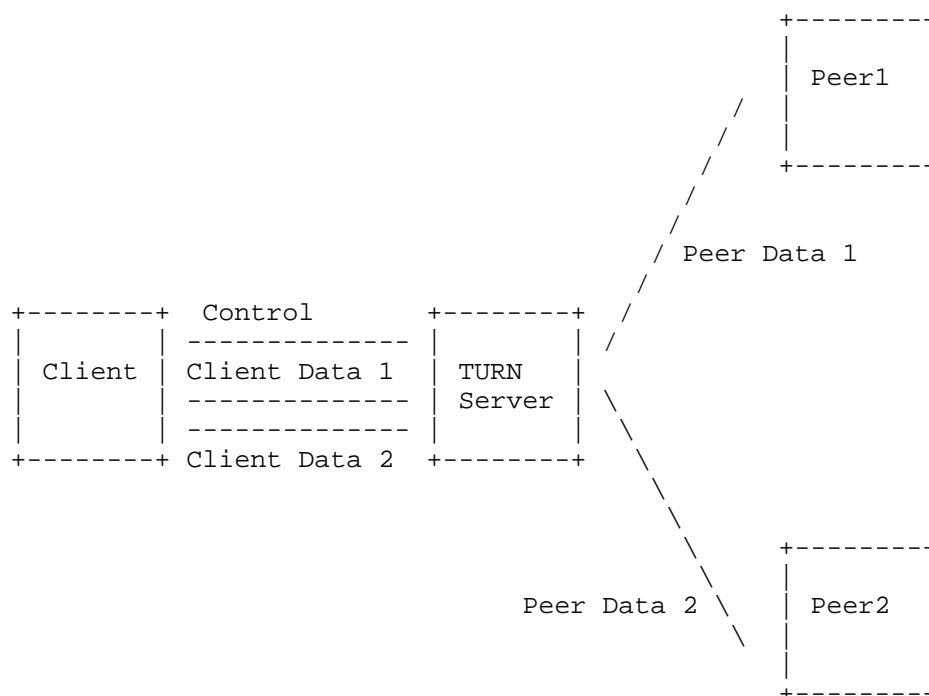 Peer1
Peer Data 1
Control
Client
Client Data 1
TURN
Server
Client Data 2
Peer Data 2
Peer2